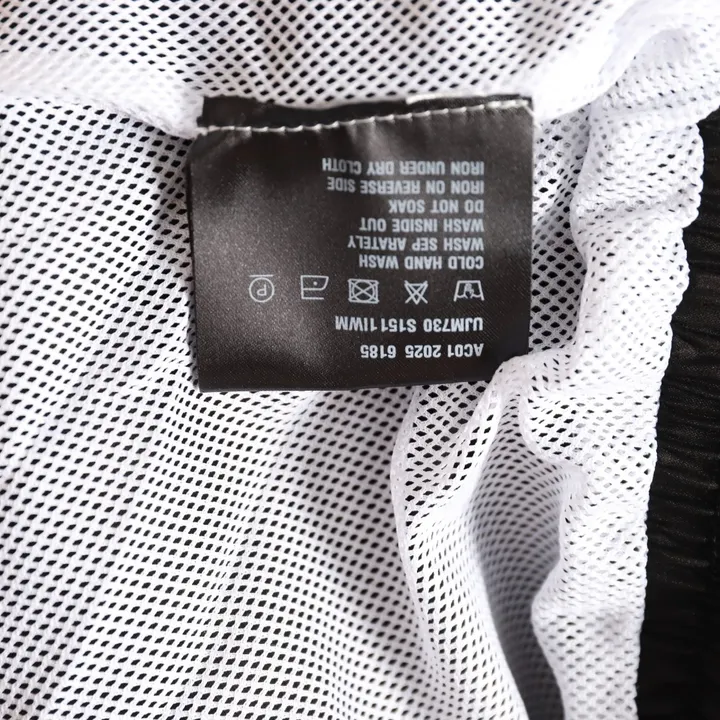 AC01 2025 6185
UJM730 S15111IWM
COLD HAND WASH
WASH SEP ARATELY
WASH INSIDE OUT
DO NOT SOAK
IRON ON REVERSE SIDE
IRON UNDER DRY CLOTH